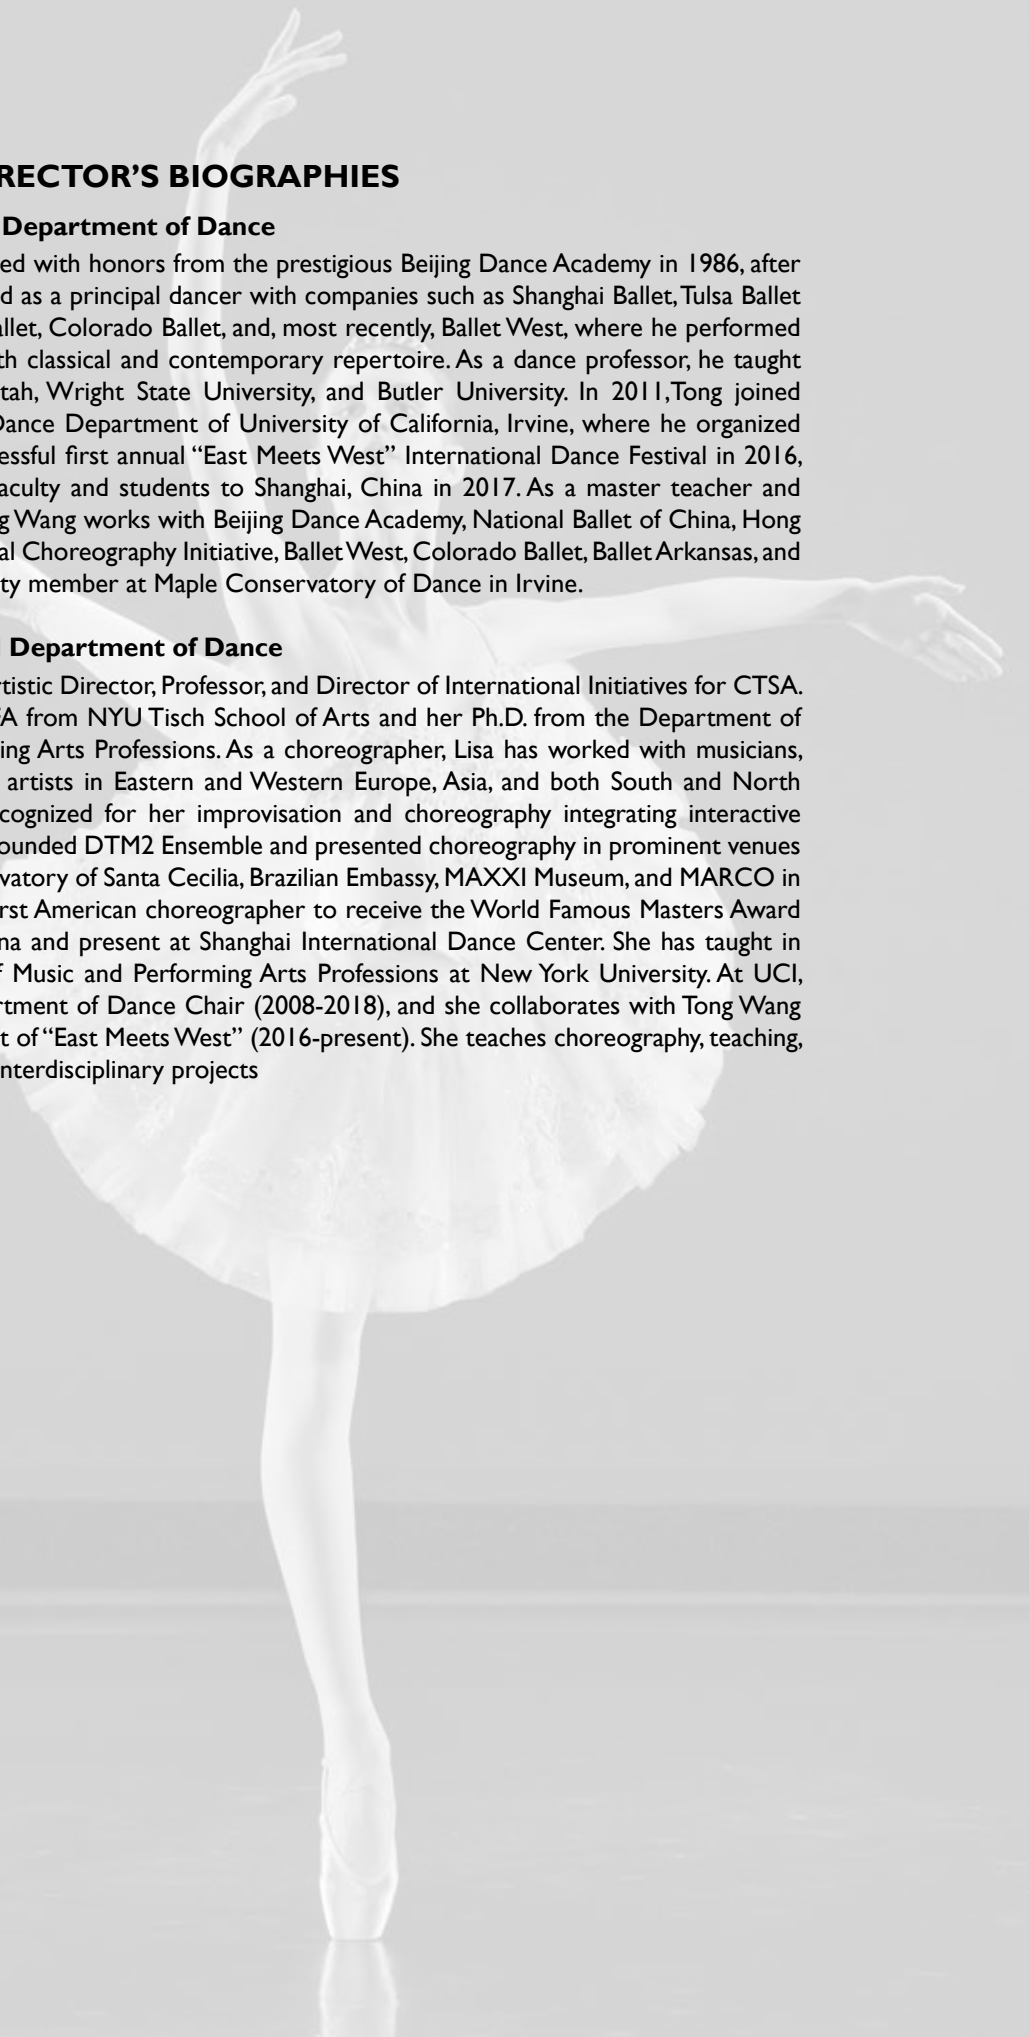 RECTOR’S BIOGRAPHIES
Department of Dance
ed with honors from the prestigious Beijing Dance Academy in 1986, after
d as a principal dancer with companies such as Shanghai Ballet, Tulsa Ballet
allet, Colorado Ballet, and, most recently, Ballet West, where he performed
th classical and contemporary repertoire. As a dance professor, he taught
tah, Wright State University, and Butler University. In 2011,Tong joined
Dance Department of University of California, Irvine, where he organized
essful first annual “East Meets West” International Dance Festival in 2016,
aculty and students to Shanghai, China in 2017. As a master teacher and
g Wang works with Beijing Dance Academy, National Ballet of China, Hong
al Choreography Initiative, Ballet West, Colorado Ballet, Ballet Arkansas, and
ty member at Maple Conservatory of Dance in Irvine.
Department of Dance
tistic Director, Professor, and Director of International Initiatives for CTSA.
FA from NYU Tisch School of Arts and her Ph.D. from the Department of
ing Arts Professions. As a choreographer, Lisa has worked with musicians,
artists in Eastern and Western Europe, Asia, and both South and North
cognized for her improvisation and choreography integrating interactive
ounded DTM2 Ensemble and presented choreography in prominent venues
vatory of Santa Cecilia, Brazilian Embassy, MAXXI Museum, and MARCO in
rst American choreographer to receive the World Famous Masters Award
na and present at Shanghai International Dance Center. She has taught in
f Music and Performing Arts Professions at New York University. At UCI,
rtment of Dance Chair (2008-2018), and she collaborates with Tong Wang
t of “East Meets West” (2016-present). She teaches choreography, teaching,
nterdisciplinary projects